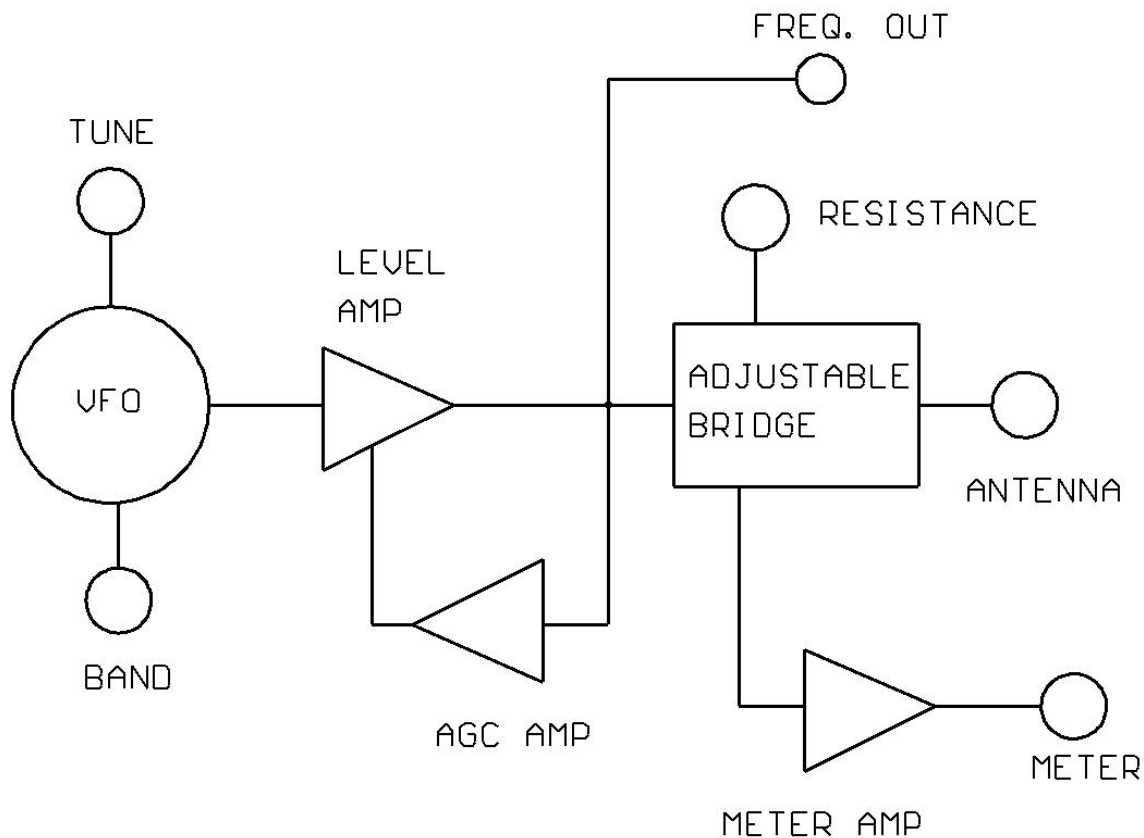 FREQ. OUT
TUNE
RESISTANCE
LEVEL
AMP
VFO
ADJUSTABLE
BRIDGE
ANTENNA
BAND
AGC AMP
METER
METER AMP